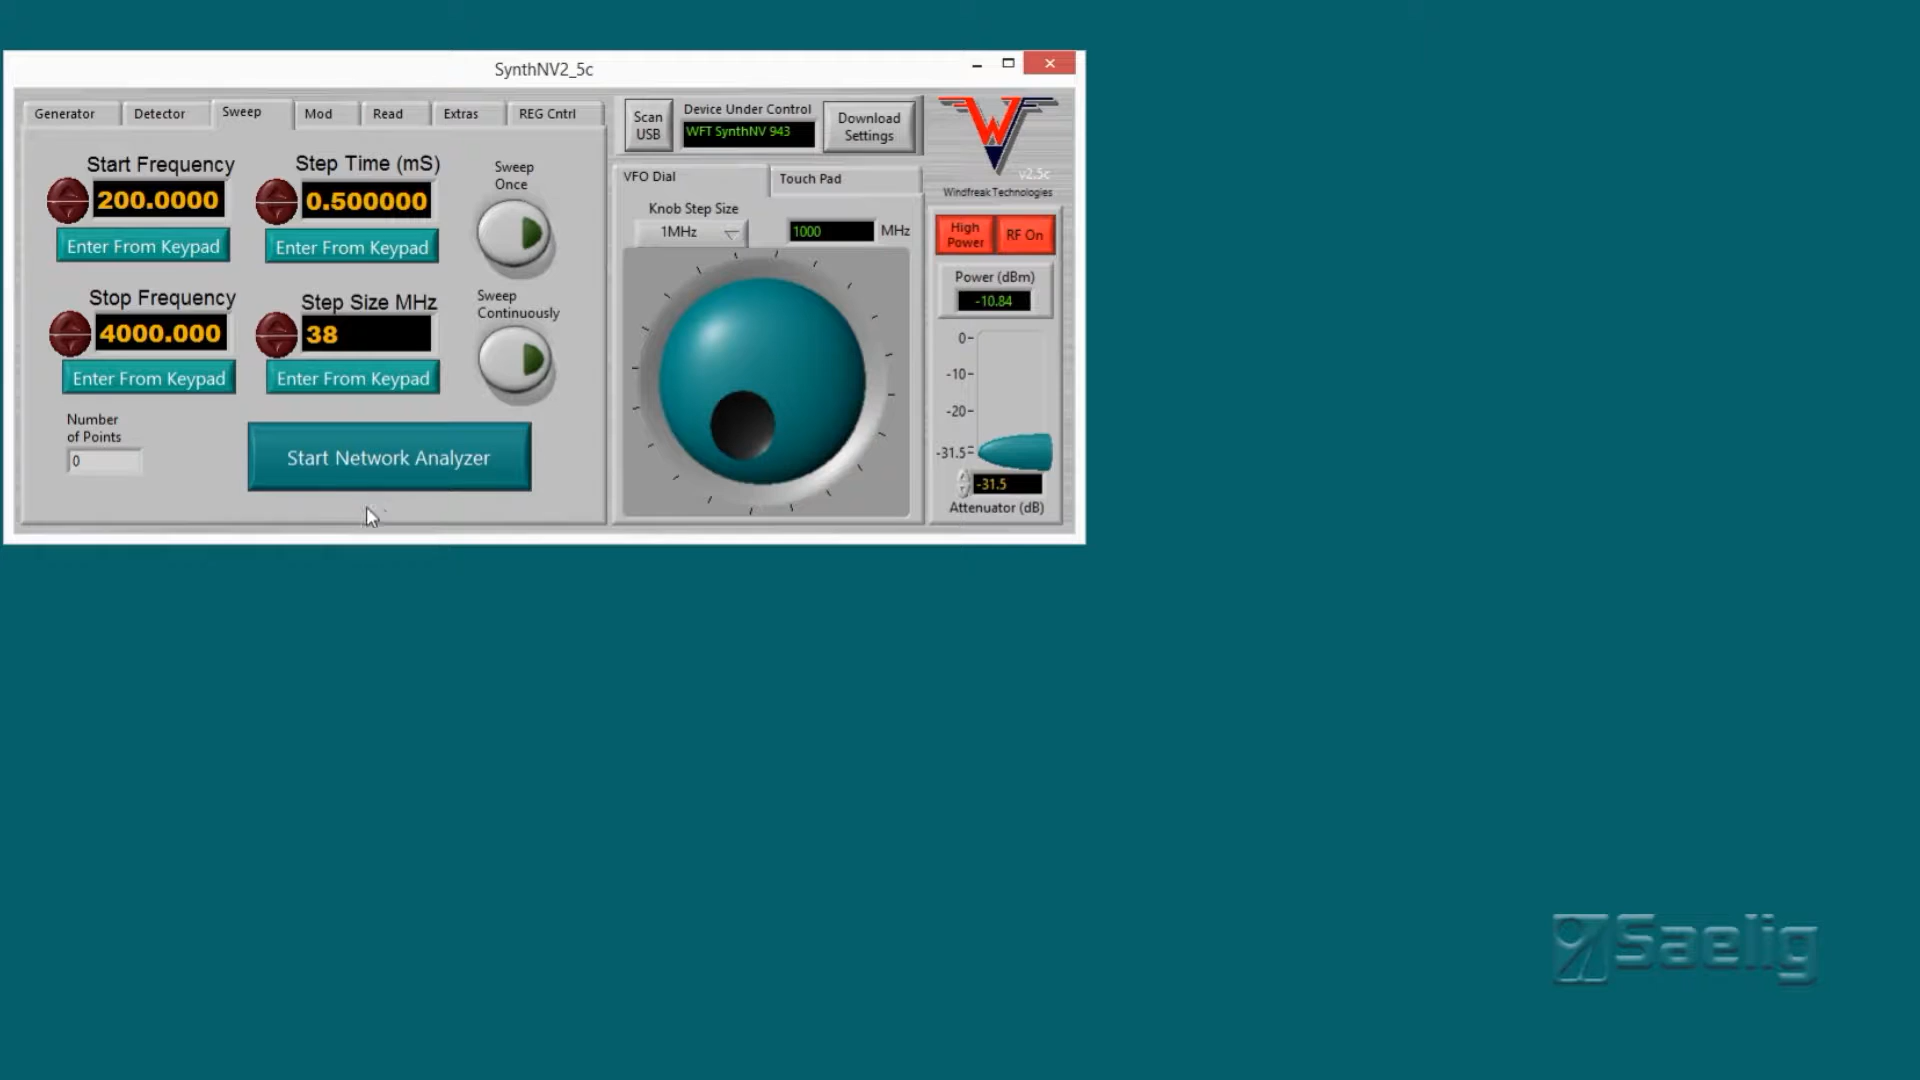 SynthNV2_5c
Generator
Detector
Sweep
Mod
Read
Extras
REG Cntrl
Start Frequency
200.0000
Enter From Keypad
Step Time (mS)
0.500000
Enter From Keypad
Sweep
Once
Stop Frequency
4000.000
Enter From Keypad
Step Size MHz
38
Enter From Keypad
Sweep
Continuously
Number
of Points
0
Start Network Analyzer
Scan
USB
Device Under Control
WFT SynthNV 943
Download
Settings
VFO Dial
Touch Pad
Knob Step Size
1MHz
1000
MHz
W
v2.5c
Windfreak Technologies
High
Power
RF On
Power (dBm)
-10.84
0-
-10-
-20-
-31.5=
-31.5
Attenuator (dB)
Saelig